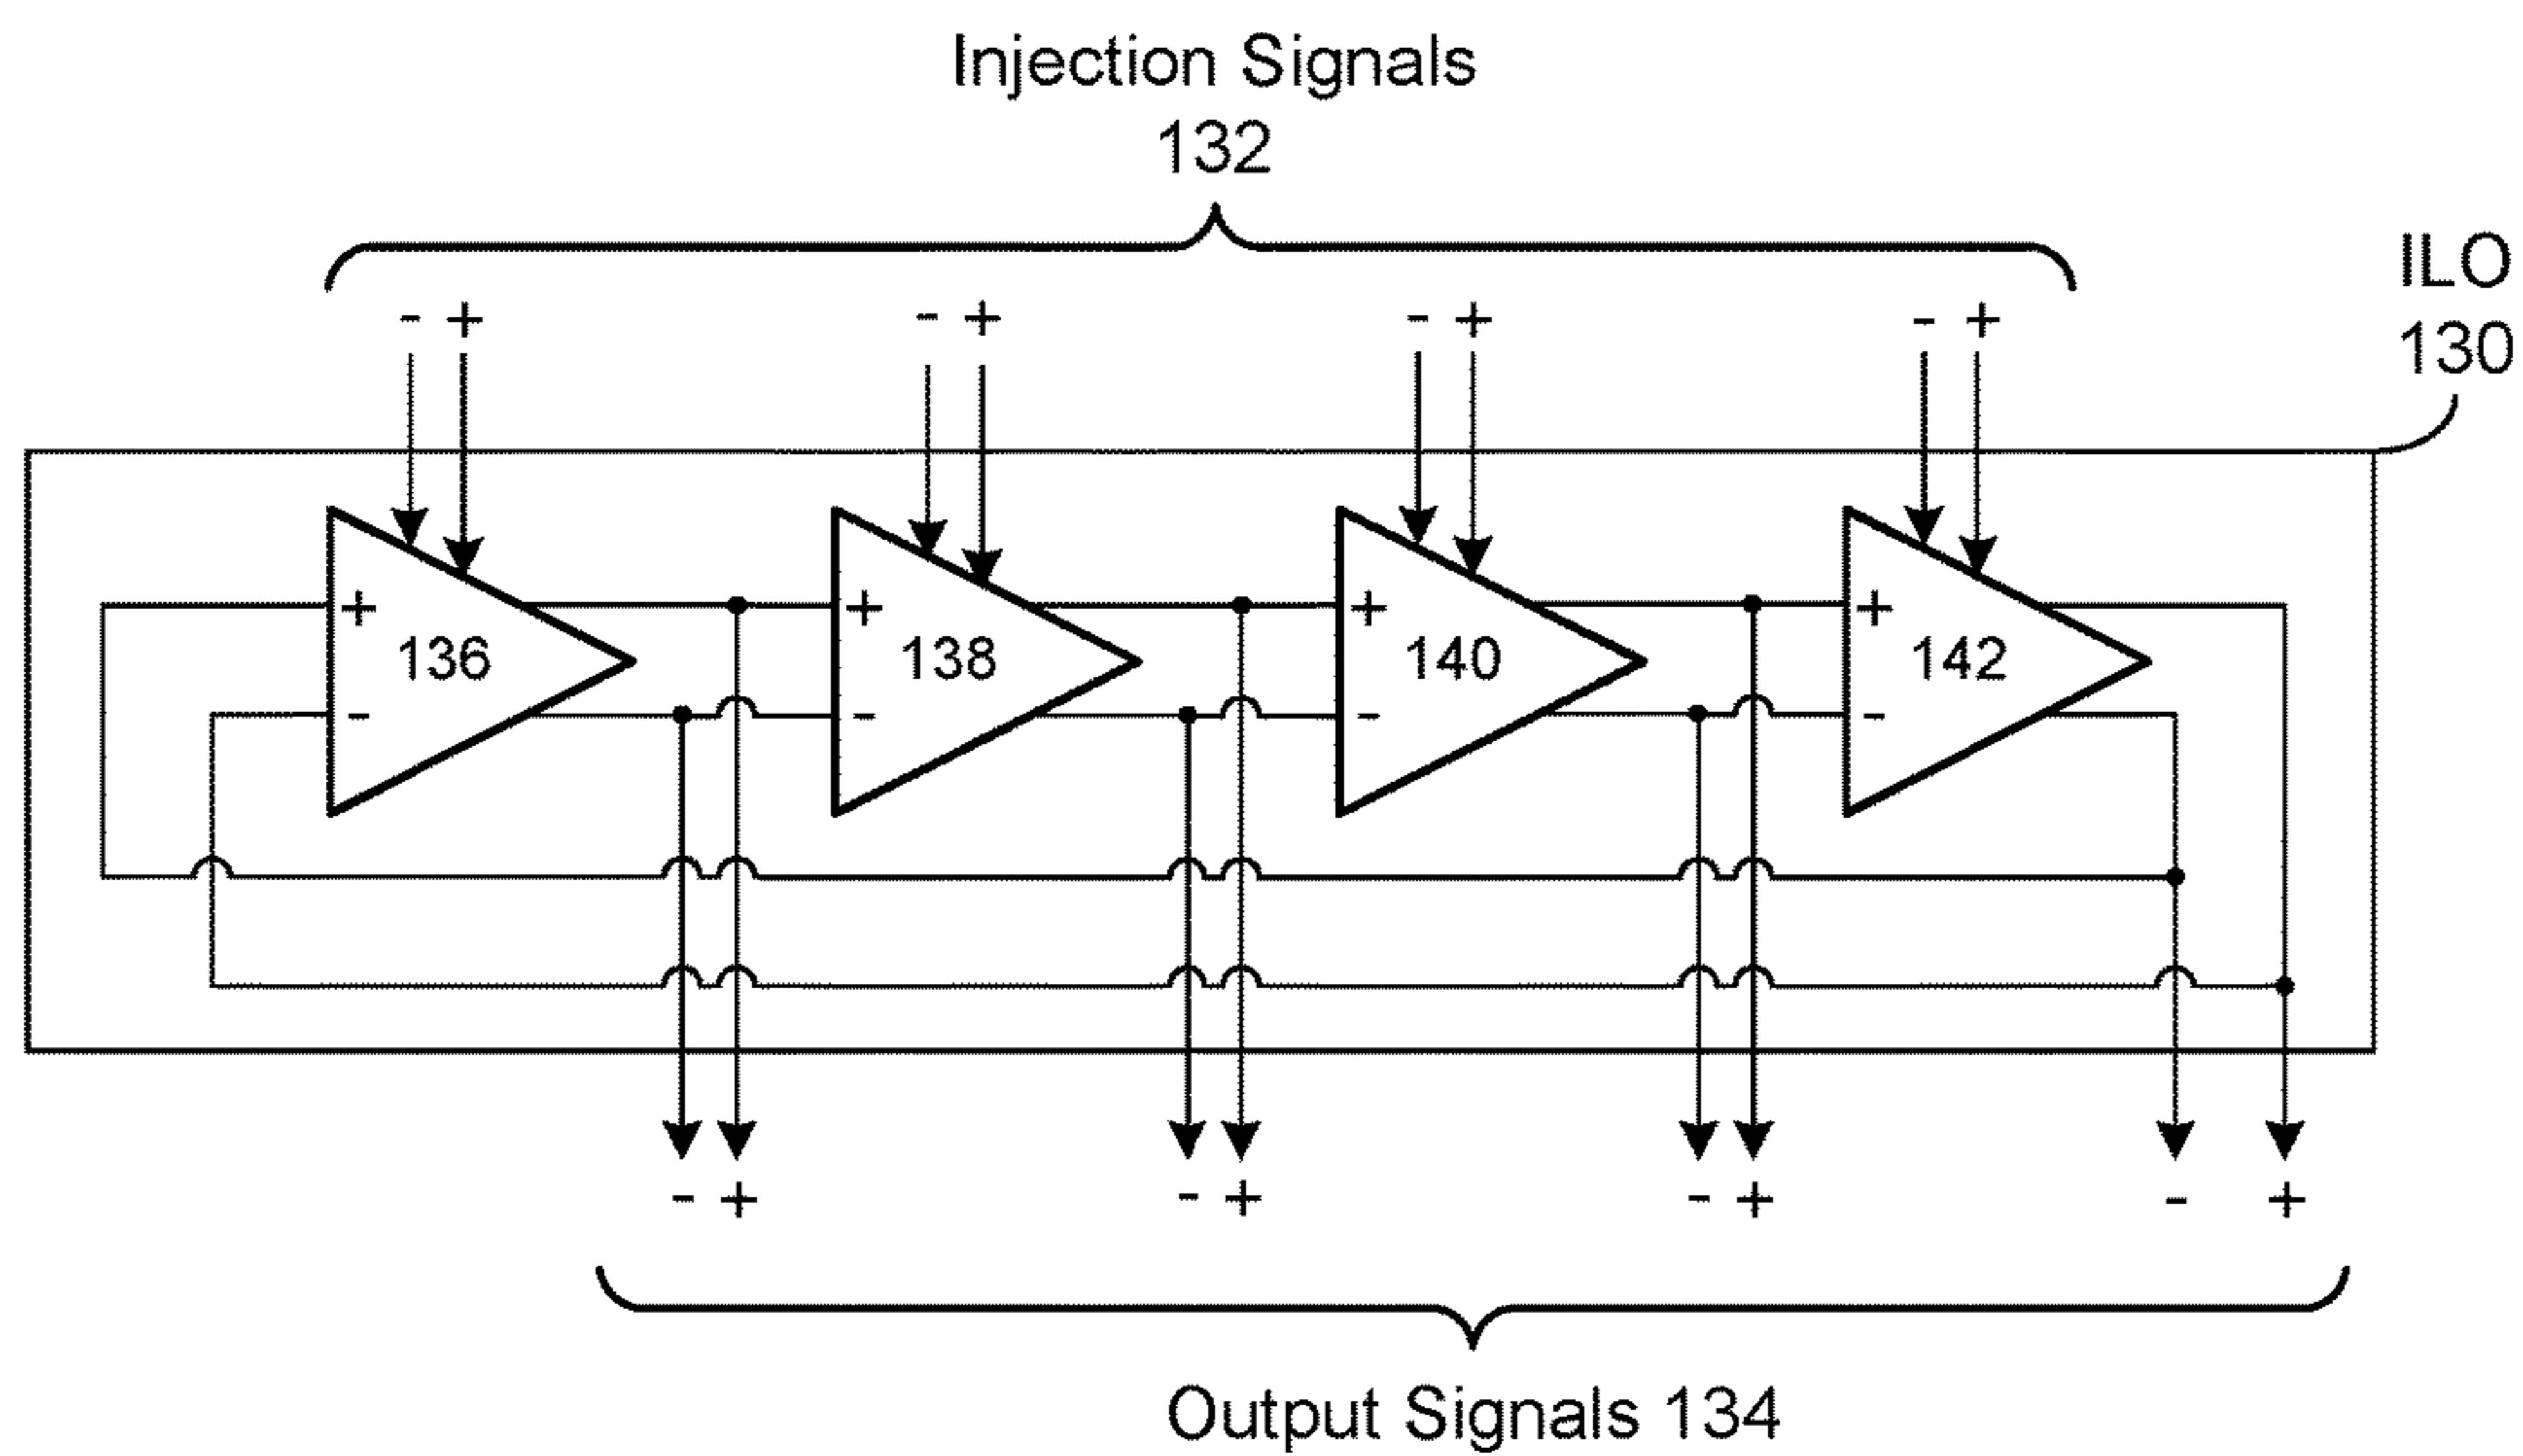 Injection Signals
132
ILO
130
- + - + - + - +
+ + + +
136 138 140 142
- - - -
- + - + - + - +
Output Signals 134